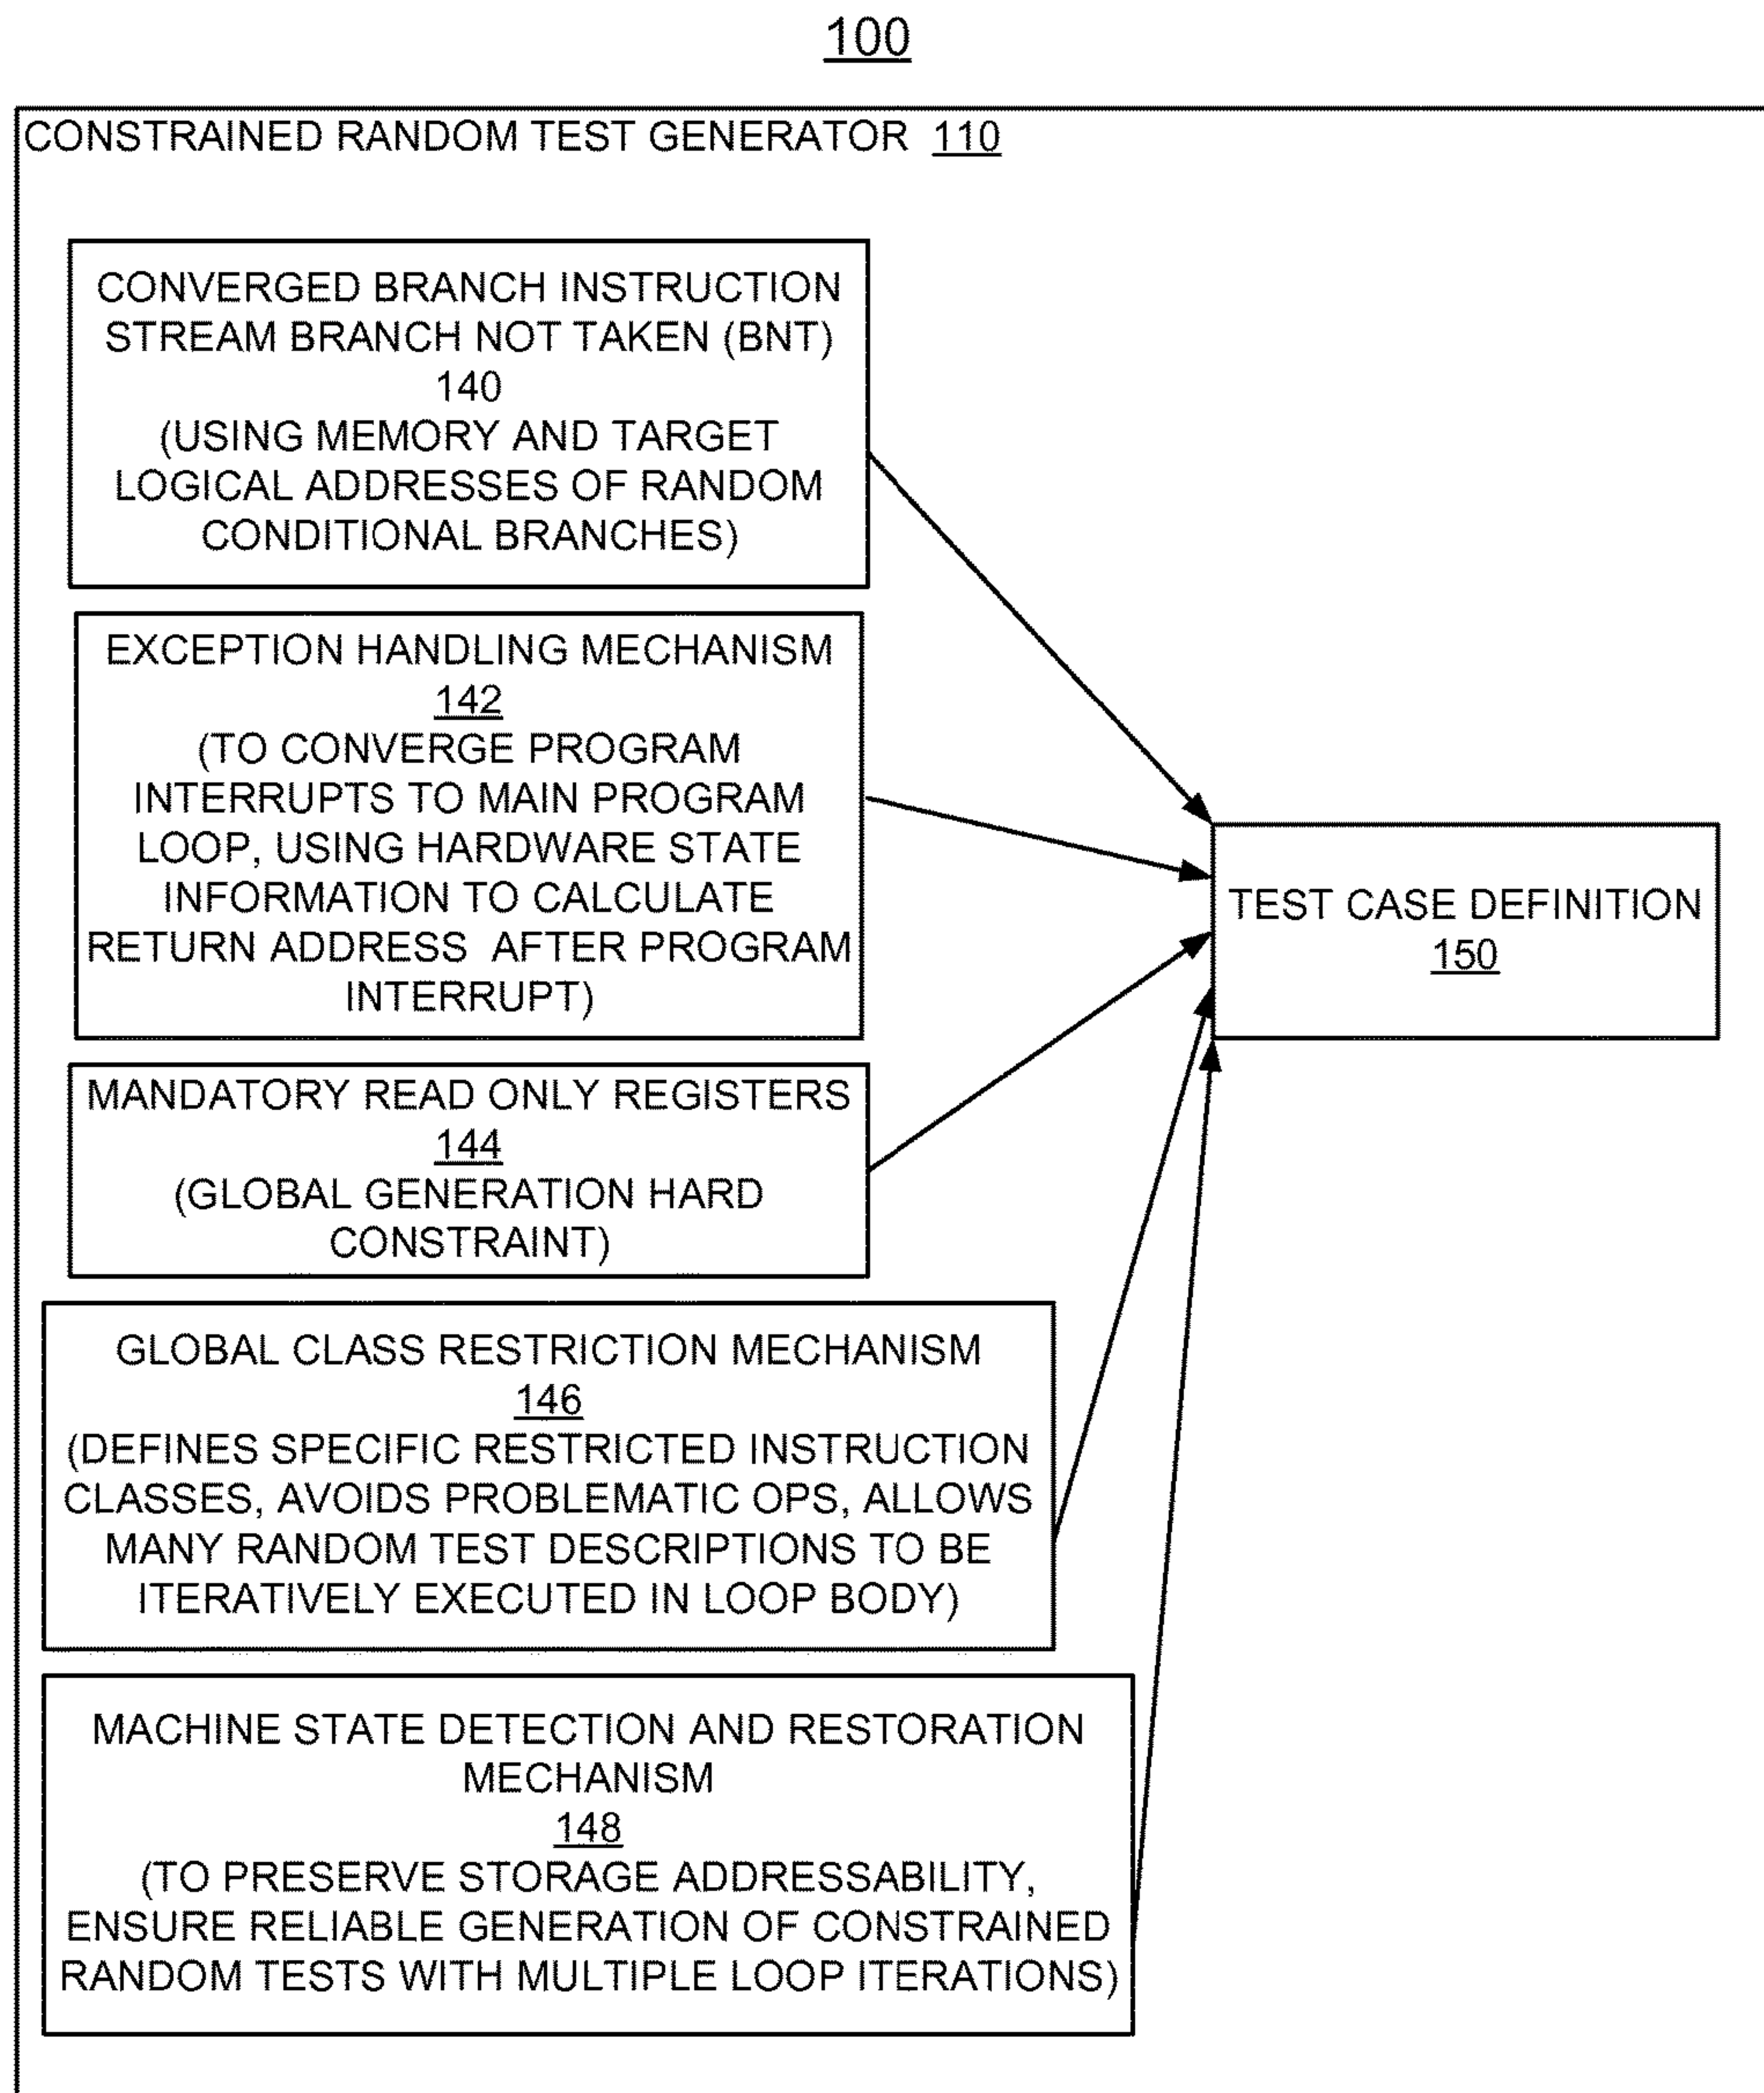 100
CONSTRAINED RANDOM TEST GENERATOR 110
CONVERGED BRANCH INSTRUCTION
STREAM BRANCH NOT TAKEN (BNT)
140
(USING MEMORY AND TARGET
LOGICAL ADDRESSES OF RANDOM
CONDITIONAL BRANCHES)
EXCEPTION HANDLING MECHANISM
142
(TO CONVERGE PROGRAM
INTERRUPTS TO MAIN PROGRAM
LOOP, USING HARDWARE STATE
INFORMATION TO CALCULATE
RETURN ADDRESS AFTER PROGRAM
INTERRUPT)
MANDATORY READ ONLY REGISTERS
144
(GLOBAL GENERATION HARD
CONSTRAINT)
GLOBAL CLASS RESTRICTION MECHANISM
146
(DEFINES SPECIFIC RESTRICTED INSTRUCTION
CLASSES, AVOIDS PROBLEMATIC OPS, ALLOWS
MANY RANDOM TEST DESCRIPTIONS TO BE
ITERATIVELY EXECUTED IN LOOP BODY)
MACHINE STATE DETECTION AND RESTORATION
MECHANISM
148
(TO PRESERVE STORAGE ADDRESSABILITY,
ENSURE RELIABLE GENERATION OF CONSTRAINED
RANDOM TESTS WITH MULTIPLE LOOP ITERATIONS)
TEST CASE DEFINITION
150